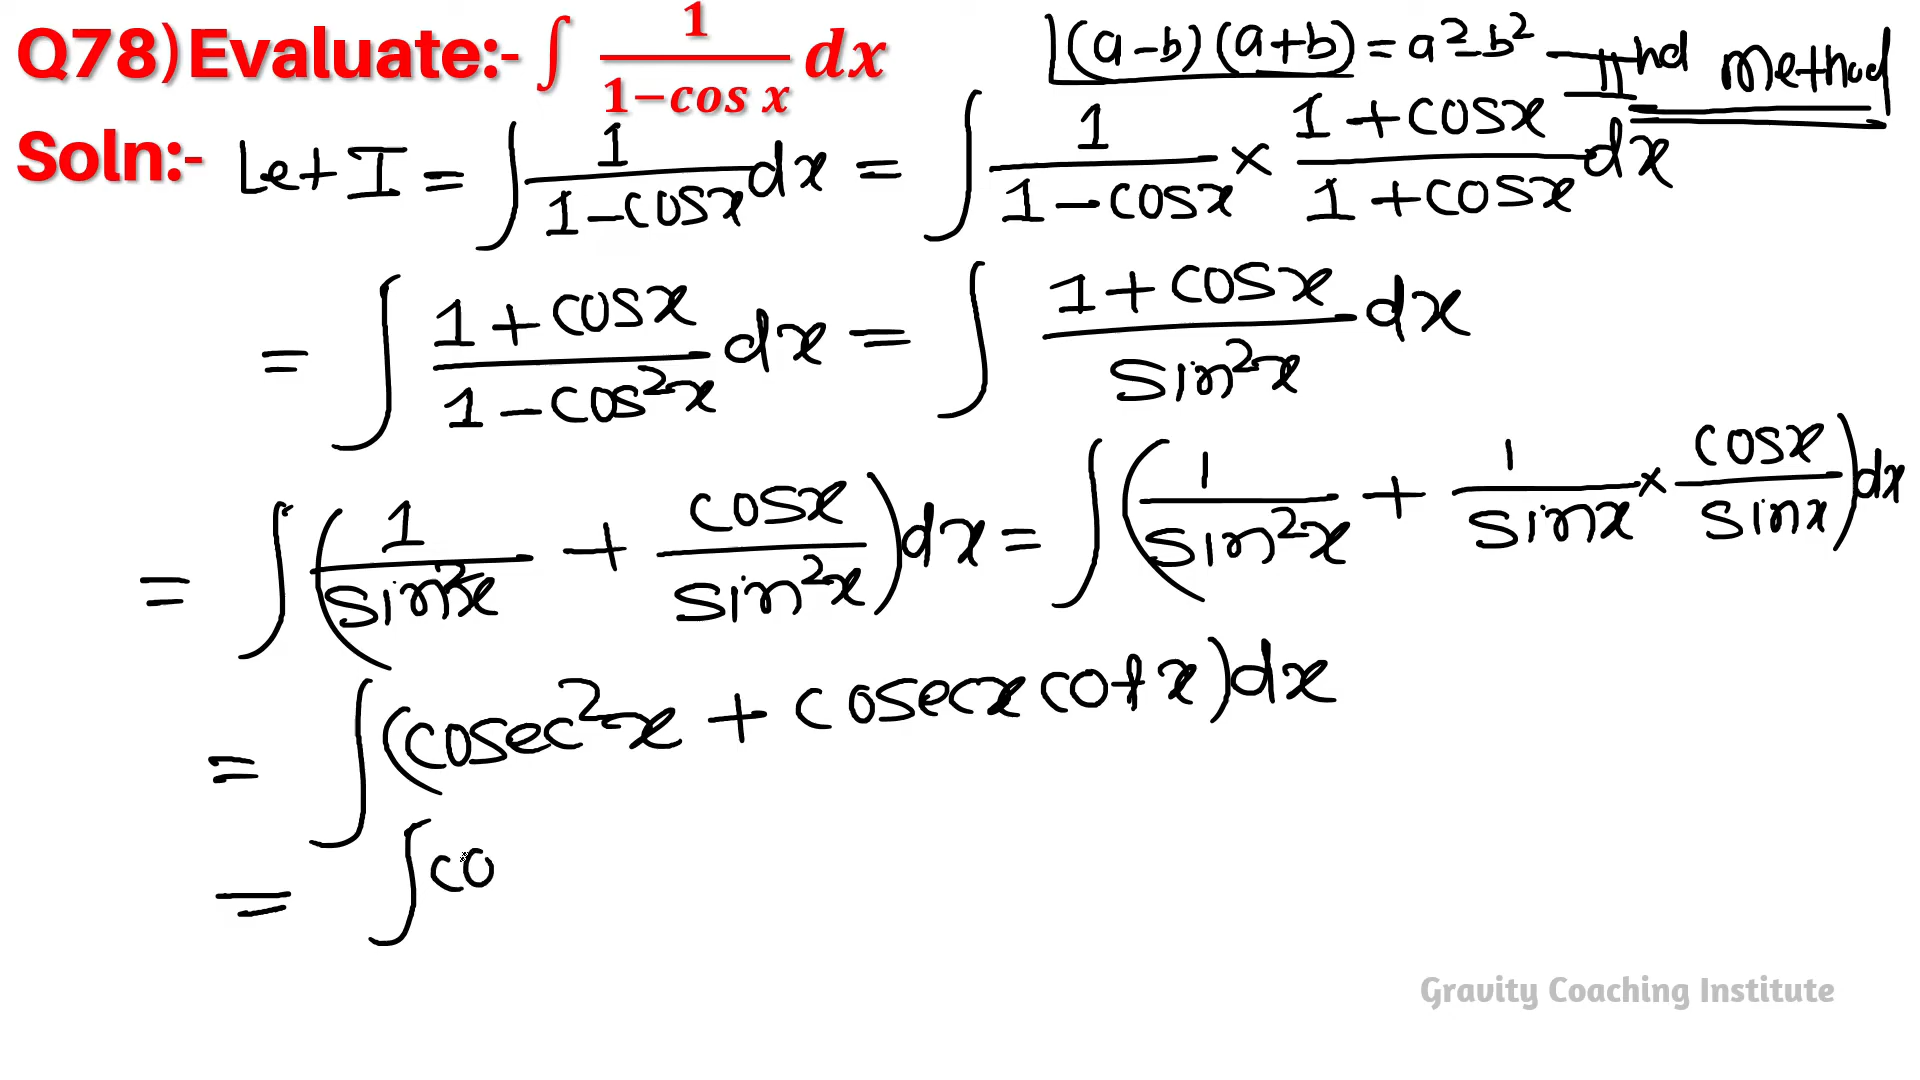 Q78)Evaluate:- ∫ 1/(1−cos x) dx
(a-b)(a+b) = a²-b² - IInd Method
Soln:- Let I = ∫ 1/(1-cosx) dx = ∫ 1/(1-cosx) × (1+cosx)/(1+cosx) dx
= ∫ (1+cosx)/(1-cos²x) dx = ∫ (1+cosx)/(sin²x) dx
= ∫ (1/(sin²x) + cosx/(sin²x)) dx = ∫ (1/(sin²x) + 1/(sinx) × cosx/(sinx)) dx
= ∫ (cosec²x + cosecx cotx) dx
= ∫ co
Gravity Coaching Institute